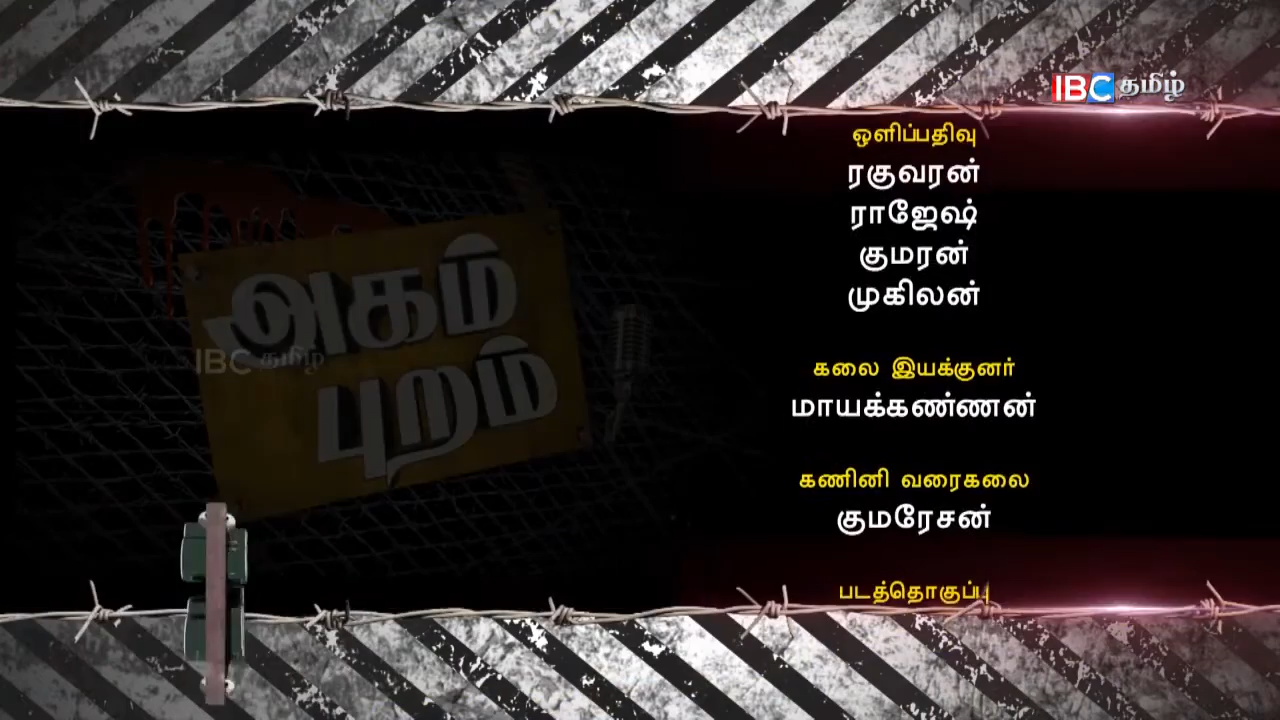 IBC தமிழ்
ஒளிப்பதிவு
ரகுவரன்
ராஜேஷ்
குமரன்
முகிலன்
அகம்
புறம்
IBC தமிழ்
கலை இயக்குனர்
மாயக்கண்ணன்
கணினி வரைகலை
குமரேசன்
படத்தொகுப்பு